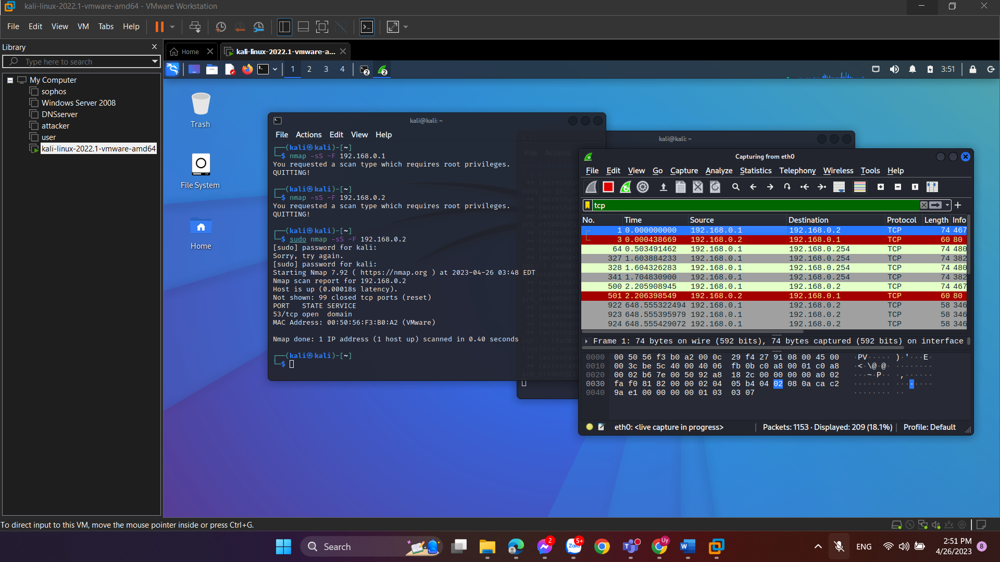 kali-linux-2022.1-vmware-amd64 - VMware Workstation
File Edit View VM Tabs Help
Library
Type here to search
My Computer
sophos
Windows Server 2008
DNSserver
attacker
user
kali-linux-2022.1-vmware-amd64
Home
kali-linux-2022.1-vmware-a...
1 2 3 4
2
2
3:51
Trash
File System
Home
kali@kali: ~
File Actions Edit View Help
┌──(kali㉿kali)-[~]
└─$ nmap -sS -F 192.168.0.1
You requested a scan type which requires root privileges.
QUITTING!
┌──(kali㉿kali)-[~]
└─$ nmap -sS -F 192.168.0.2
You requested a scan type which requires root privileges.
QUITTING!
┌──(kali㉿kali)-[~]
└─$ sudo nmap -sS -F 192.168.0.2
[sudo] password for kali:
Sorry, try again.
[sudo] password for kali:
Starting Nmap 7.92 ( https://nmap.org ) at 2023-04-26 03:48 EDT
Nmap scan report for 192.168.0.2
Host is up (0.00018s latency).
Not shown: 99 closed tcp ports (reset)
PORT STATE SERVICE
53/tcp open domain
MAC Address: 00:50:56:F3:B0:A2 (VMware)
Nmap done: 1 IP address (1 host up) scanned in 0.40 seconds
┌──(kali㉿kali)-[~]
└─$
kali@kali: ~
File Actions
Capturing from eth0
File Edit View Go Capture Analyze Statistics Telephony Wireless Tools Help
tcp
No. Time Source Destination Protocol Length Info
1 0.000000000 192.168.0.1 192.168.0.2 TCP 74 467
3 0.000438669 192.168.0.2 192.168.0.1 TCP 60 80
64 0.503491462 192.168.0.1 192.168.0.254 TCP 74 480
327 1.603884233 192.168.0.1 192.168.0.254 TCP 74 382
328 1.604326283 192.168.0.1 192.168.0.254 TCP 74 480
341 1.704830900 192.168.0.1 192.168.0.254 TCP 74 382
500 2.205908945 192.168.0.1 192.168.0.2 TCP 74 467
501 2.206398549 192.168.0.2 192.168.0.1 TCP 60 80
922 648.555322494 192.168.0.1 192.168.0.2 TCP 58 346
923 648.555395979 192.168.0.1 192.168.0.2 TCP 58 346
924 648.555429072 192.168.0.1 192.168.0.2 TCP 58 346
Frame 1: 74 bytes on wire (592 bits), 74 bytes captured (592 bits) on interface
0000 00 50 56 f3 b0 a2 00 0c 29 f4 27 91 08 00 45 00 ·PV····· )·'···E·
0010 00 3c be 5c 40 00 40 06 fb 0b c0 a8 00 01 c0 a8 ·<·\@·@· ········
0020 00 02 b6 7e 00 50 92 a8 18 2c 00 00 00 00 a0 02 ···~·P·· ·,······
0030 fa f0 81 82 00 00 02 04 05 b4 04 02 08 0a ca c2 ········ ········
0040 9a e1 00 00 00 00 01 03 03 07 ········ ··
eth0: <live capture in progress>
Packets: 1153 · Displayed: 209 (18.1%)
Profile: Default
To direct input to this VM, move the mouse pointer inside or press Ctrl+G.
Search
2
5+
Zalo
Uy
ENG
2:51 PM
4/26/2023
8